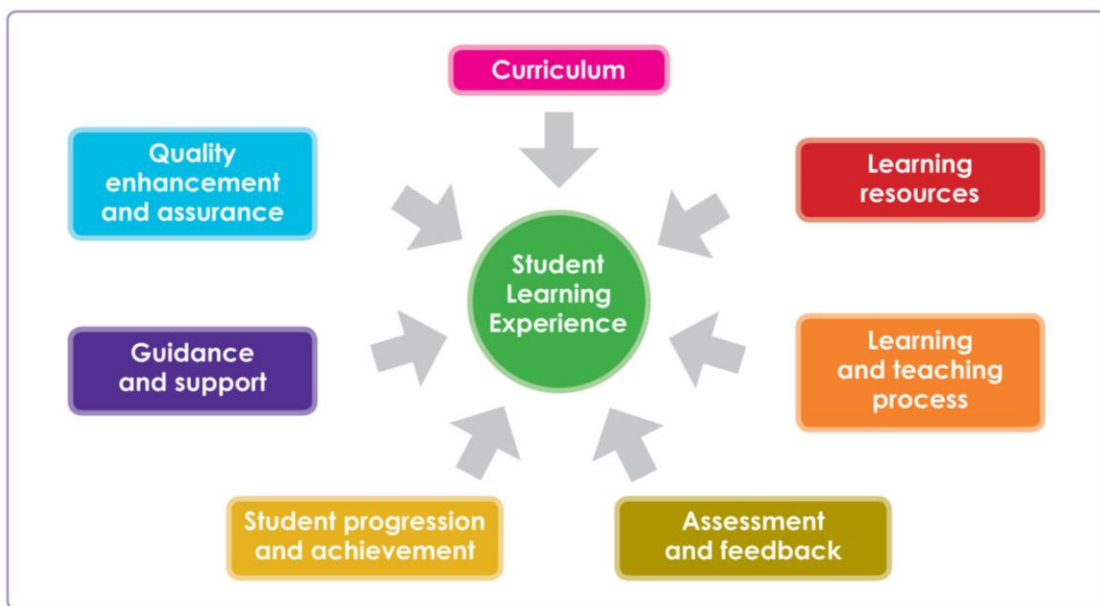 Curriculum
Quality
enhancement
and assurance
Learning
resources
Student
Learning
Experience
Guidance
and support
Learning
and teaching
process
Student progression
and achievement
Assessment
and feedback